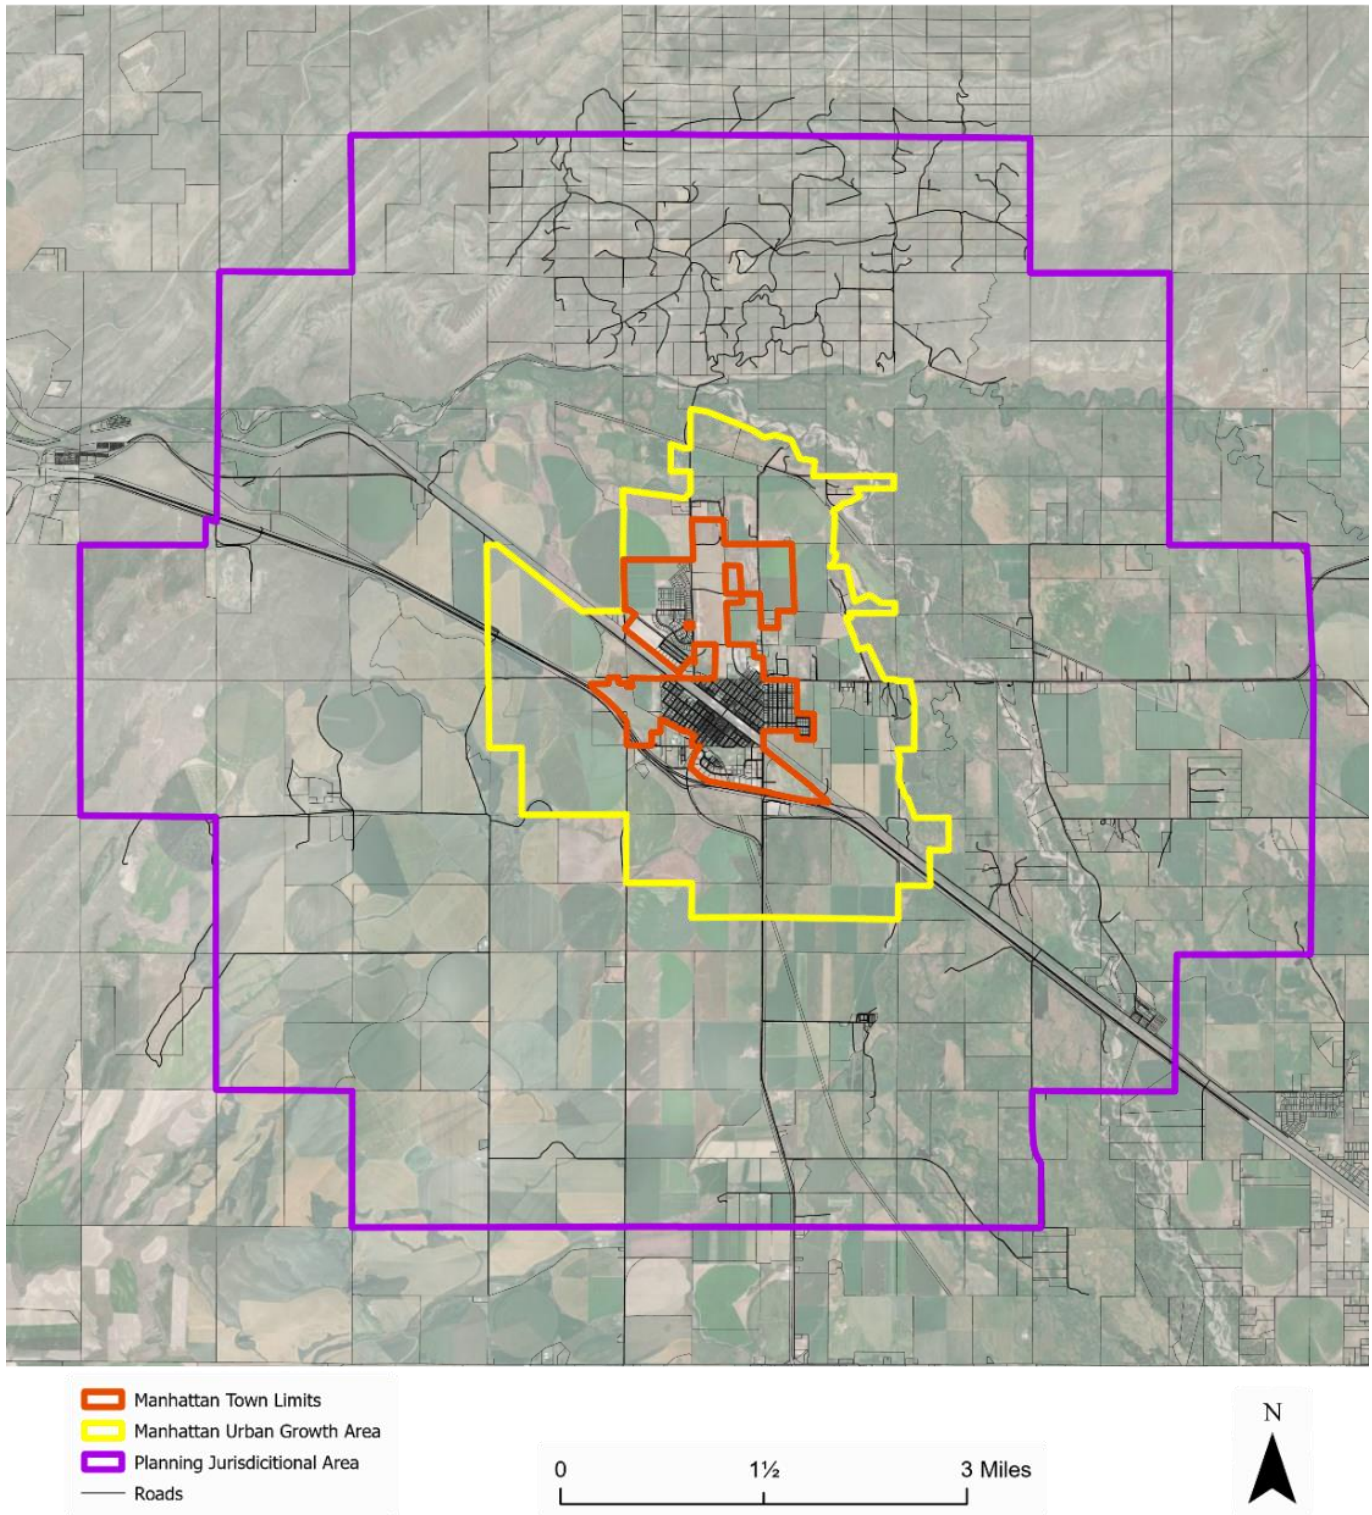 Manhattan Town Limits
Manhattan Urban Growth Area
Planning Jurisdicitional Area
Roads
0 1½ 3 Miles
N